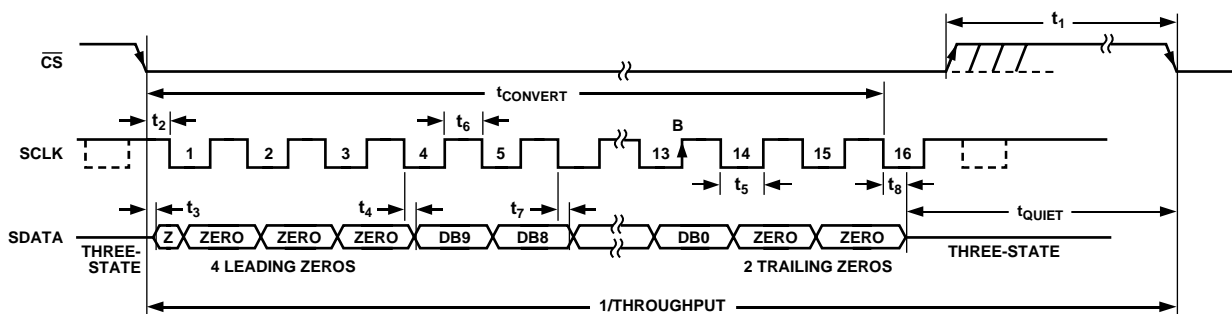 t1
CS
tCONVERT
t2
t6
B
SCLK
1
2
3
4
5
13
14
15
16
t3
t4
t7
t5
t8
tQUIET
SDATA
Z
ZERO
ZERO
ZERO
DB9
DB8
DB0
ZERO
ZERO
THREE-
STATE
4 LEADING ZEROS
2 TRAILING ZEROS
THREE-STATE
1/THROUGHPUT